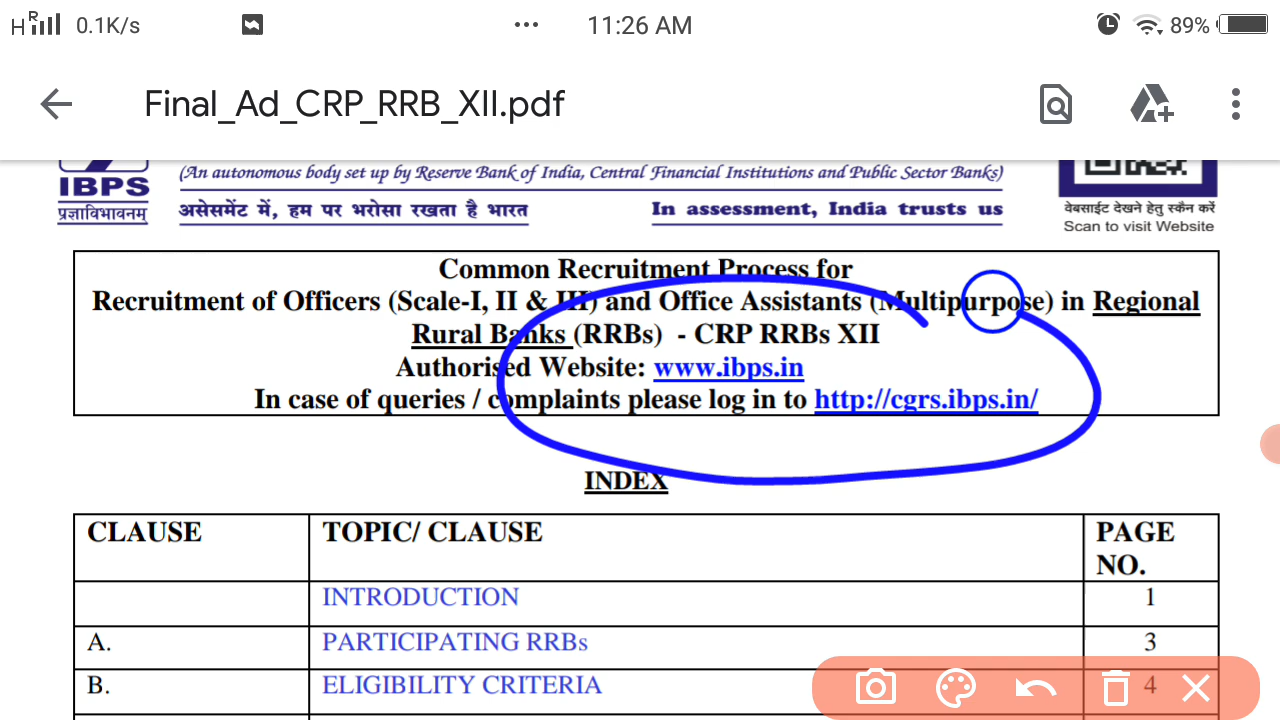 H R 0.1K/s ... 11:26 AM 89%
Final_Ad_CRP_RRB_XII.pdf
IBPS
प्रज्ञाविभावनम्
(An autonomous body set up by Reserve Bank of India, Central Financial Institutions and Public Sector Banks)
असेसमेंट में, हम पर भरोसा रखता है भारत In assessment, India trusts us
वेबसाईट देखने हेतु स्कॅन करें
Scan to visit Website
Common Recruitment Process for
Recruitment of Officers (Scale-I, II & III) and Office Assistants (Multipurpose) in Regional
Rural Banks (RRBs) - CRP RRBs XII
Authorised Website: www.ibps.in
In case of queries / complaints please log in to http://cgrs.ibps.in/
INDEX
CLAUSE TOPIC/ CLAUSE PAGE NO.
INTRODUCTION 1
A. PARTICIPATING RRBs 3
B. ELIGIBILITY CRITERIA 4